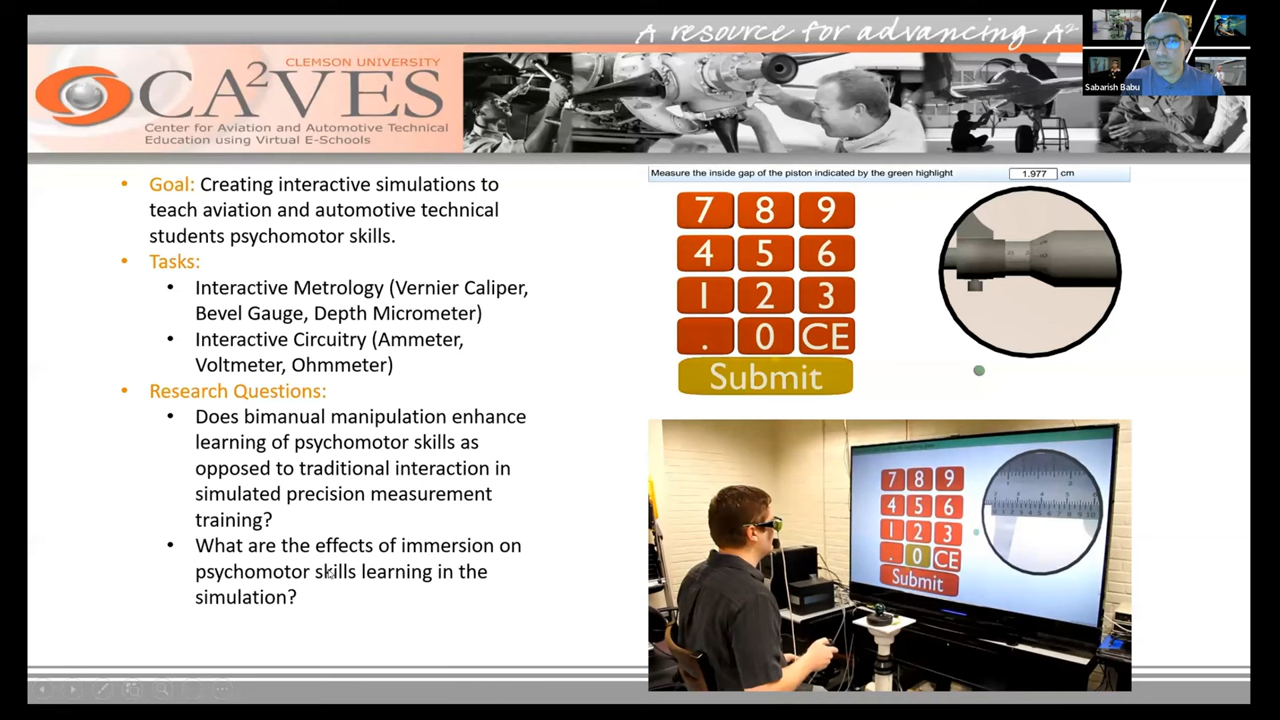 A resource for advancing A²
Sabarish Babu
CLEMSON UNIVERSITY
CA²VES
Center for Aviation and Automotive Technical
Education using Virtual E-Schools
• Goal: Creating interactive simulations to
teach aviation and automotive technical
students psychomotor skills.
• Tasks:
• Interactive Metrology (Vernier Caliper,
Bevel Gauge, Depth Micrometer)
• Interactive Circuitry (Ammeter,
Voltmeter, Ohmmeter)
• Research Questions:
• Does bimanual manipulation enhance
learning of psychomotor skills as
opposed to traditional interaction in
simulated precision measurement
training?
• What are the effects of immersion on
psychomotor skills learning in the
simulation?
Measure the inside gap of the piston indicated by the green highlight 1.977 cm
7 8 9
4 5 6
1 2 3
. 0 CE
Submit
7 8 9
4 5 6
1 2 3
. 0 CE
Submit